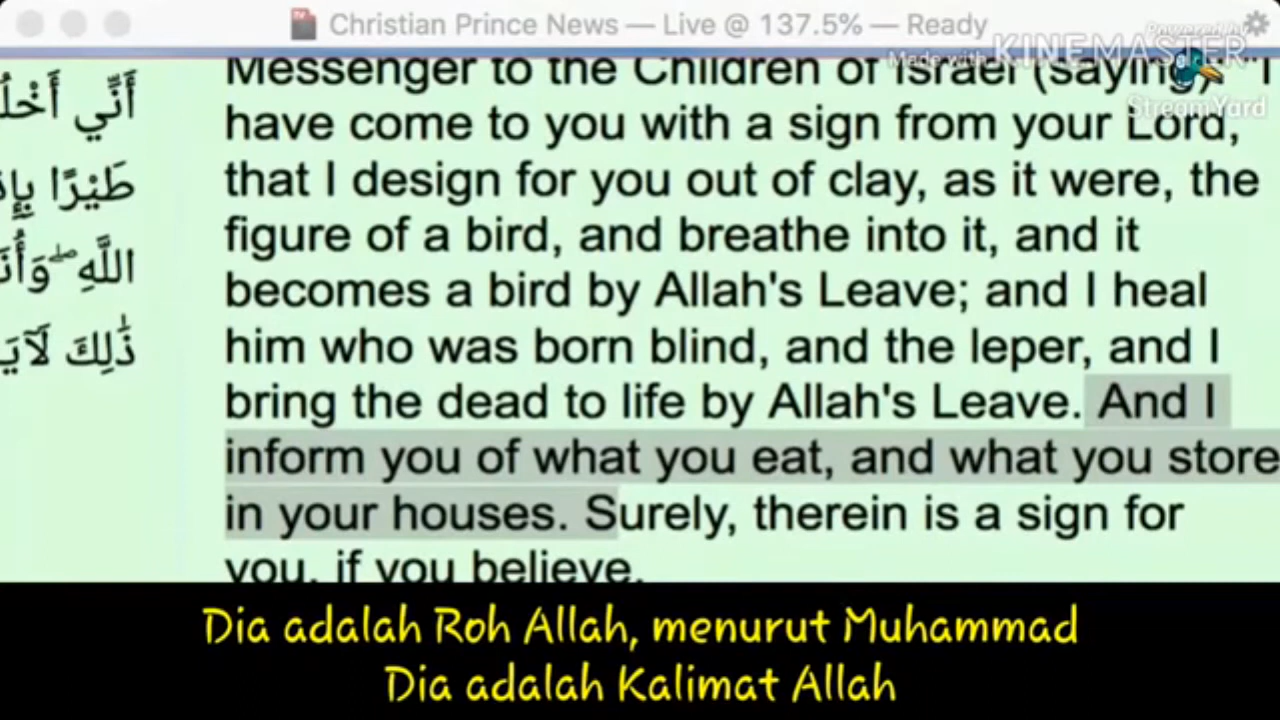 Christian Prince News — Live @ 137.5% — Ready
Powered by
Made with KINEMASTER
StreamYard
Messenger to the Children of Israel (saying): "I
have come to you with a sign from your Lord,
that I design for you out of clay, as it were, the
figure of a bird, and breathe into it, and it
becomes a bird by Allah's Leave; and I heal
him who was born blind, and the leper, and I
bring the dead to life by Allah's Leave. And I
inform you of what you eat, and what you store
in your houses. Surely, therein is a sign for
you, if you believe.
أَنِّي
طَيْرًا
اللَّهِ ۖ
ذَٰلِكَ
Dia adalah Roh Allah, menurut Muhammad
Dia adalah Kalimat Allah